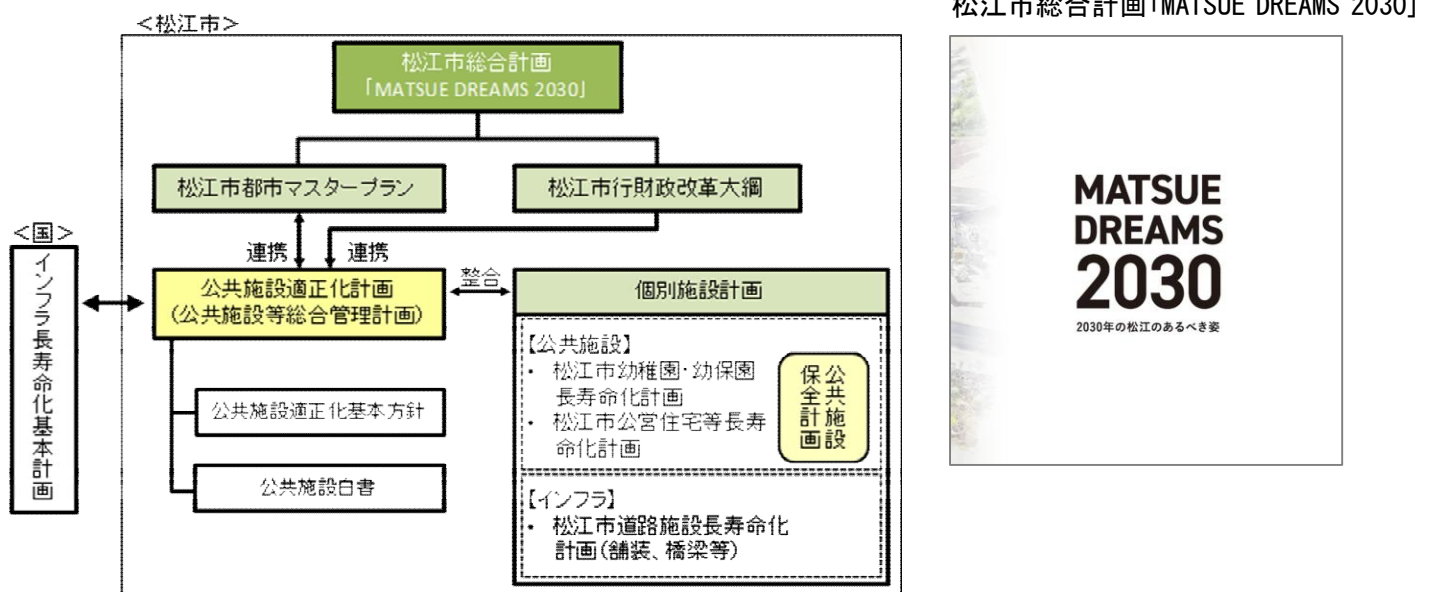 松江市総合計画「MATSUE DREAMS 2030」
＜松江市＞
松江市総合計画
「MATSUE DREAMS 2030」
松江市都市マスタープラン
松江市行財政改革大綱
連携
連携
＜国＞
インフラ長寿命化基本計画
公共施設適正化計画
(公共施設等総合管理計画)
整合
個別施設計画
公共施設適正化基本方針
公共施設白書
【公共施設】
・ 松江市幼稚園・幼保園
長寿命化計画
・ 松江市公営住宅等長寿
命化計画
公共施設
保全計画
【インフラ】
・ 松江市道路施設長寿命化
計画(舗装、橋梁等)
MATSUE
DREAMS
2030
2030年の松江のあるべき姿